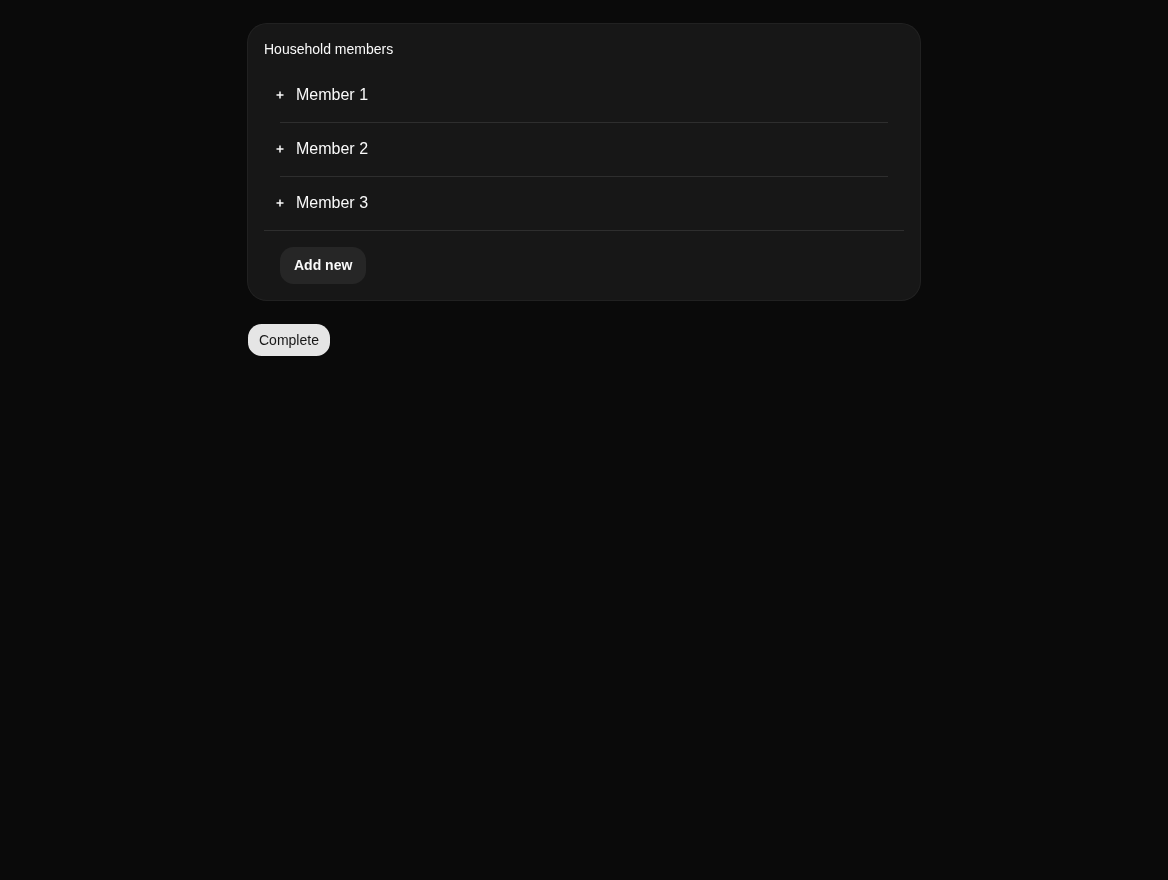 Household members
+ Member 1
+ Member 2
+ Member 3
Add new
Complete